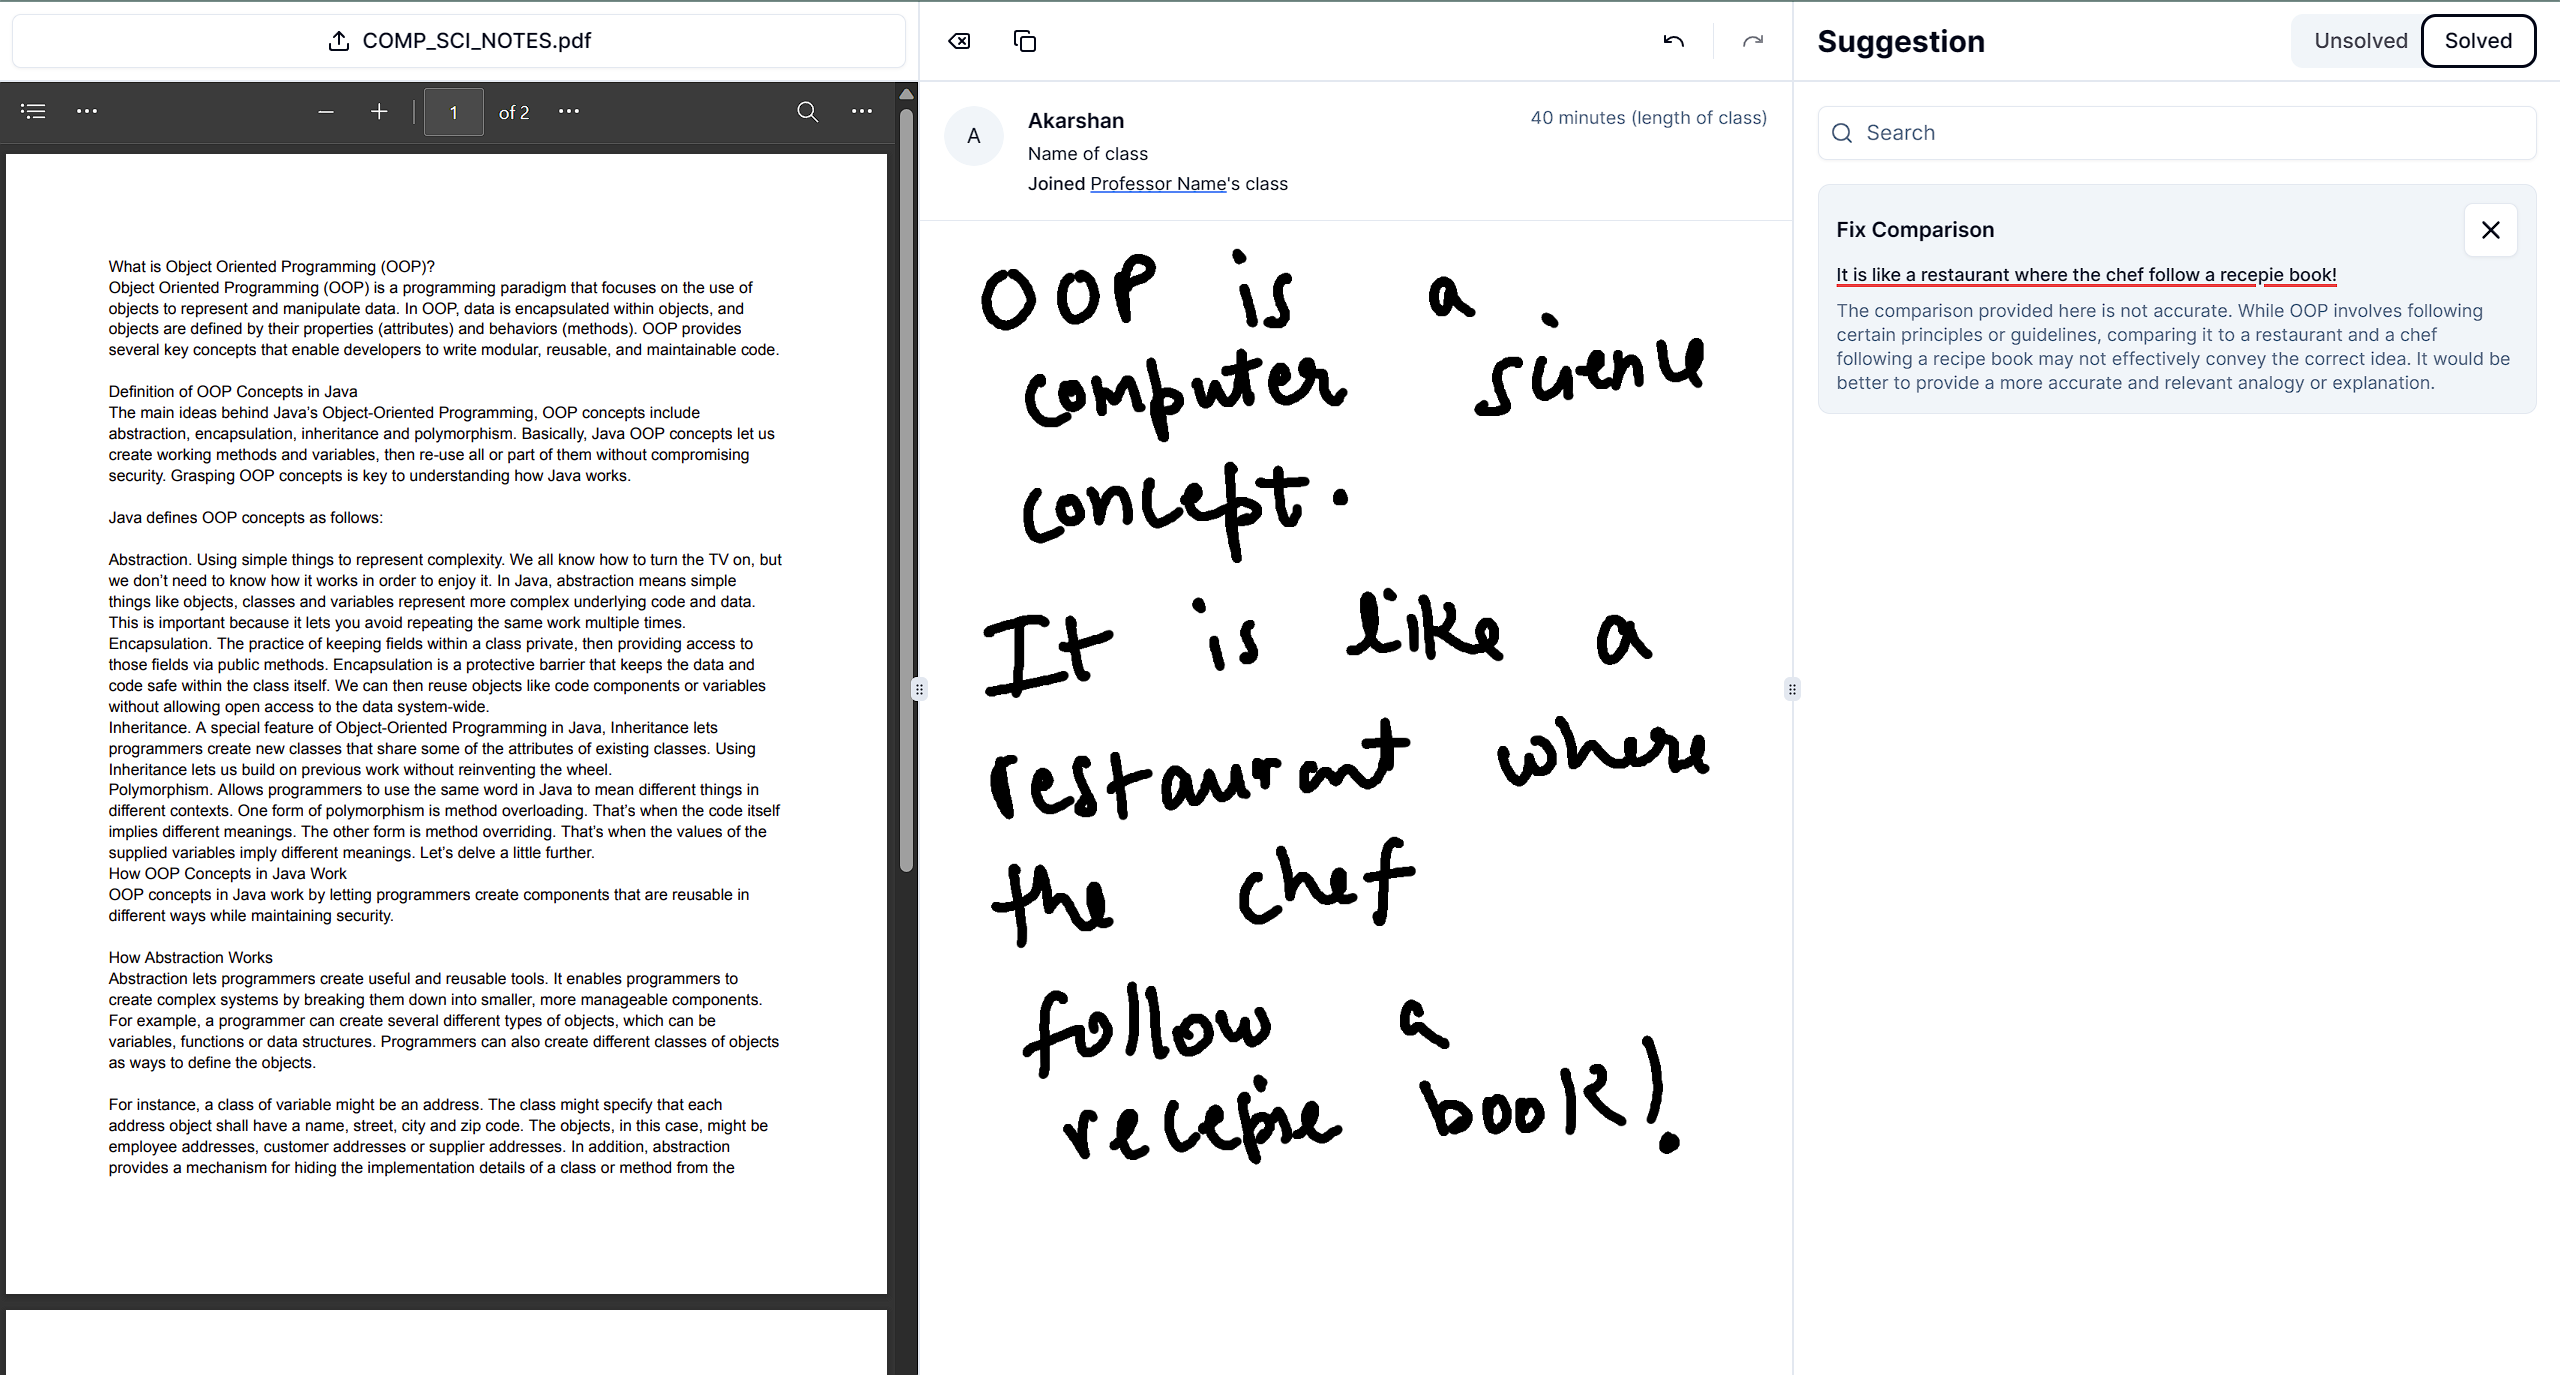 COMP_SCI_NOTES.pdf
1 of 2
What is Object Oriented Programming (OOP)?
Object Oriented Programming (OOP) is a programming paradigm that focuses on the use of
objects to represent and manipulate data. In OOP, data is encapsulated within objects, and
objects are defined by their properties (attributes) and behaviors (methods). OOP provides
several key concepts that enable developers to write modular, reusable, and maintainable code.
Definition of OOP Concepts in Java
The main ideas behind Java’s Object-Oriented Programming, OOP concepts include
abstraction, encapsulation, inheritance and polymorphism. Basically, Java OOP concepts let us
create working methods and variables, then re-use all or part of them without compromising
security. Grasping OOP concepts is key to understanding how Java works.
Java defines OOP concepts as follows:
Abstraction. Using simple things to represent complexity. We all know how to turn the TV on, but
we don’t need to know how it works in order to enjoy it. In Java, abstraction means simple
things like objects, classes and variables represent more complex underlying code and data.
This is important because it lets you avoid repeating the same work multiple times.
Encapsulation. The practice of keeping fields within a class private, then providing access to
those fields via public methods. Encapsulation is a protective barrier that keeps the data and
code safe within the class itself. We can then reuse objects like code components or variables
without allowing open access to the data system-wide.
Inheritance. A special feature of Object-Oriented Programming in Java, Inheritance lets
programmers create new classes that share some of the attributes of existing classes. Using
Inheritance lets us build on previous work without reinventing the wheel.
Polymorphism. Allows programmers to use the same word in Java to mean different things in
different contexts. One form of polymorphism is method overloading. That’s when the code itself
implies different meanings. The other form is method overriding. That’s when the values of the
supplied variables imply different meanings. Let’s delve a little further.
How OOP Concepts in Java Work
OOP concepts in Java work by letting programmers create components that are reusable in
different ways while maintaining security.
How Abstraction Works
Abstraction lets programmers create useful and reusable tools. It enables programmers to
create complex systems by breaking them down into smaller, more manageable components.
For example, a programmer can create several different types of objects, which can be
variables, functions or data structures. Programmers can also create different classes of objects
as ways to define the objects.
For instance, a class of variable might be an address. The class might specify that each
address object shall have a name, street, city and zip code. The objects, in this case, might be
employee addresses, customer addresses or supplier addresses. In addition, abstraction
provides a mechanism for hiding the implementation details of a class or method from the
A
Akarshan
40 minutes (length of class)
Name of class
Joined Professor Name's class
OOP is a
computer science
concept.
It is like a
restaurant where
the chef
follow a
recepie book!
Suggestion
Unsolved Solved
Search
Fix Comparison
It is like a restaurant where the chef follow a recepie book!
The comparison provided here is not accurate. While OOP involves following
certain principles or guidelines, comparing it to a restaurant and a chef
following a recipe book may not effectively convey the correct idea. It would be
better to provide a more accurate and relevant analogy or explanation.